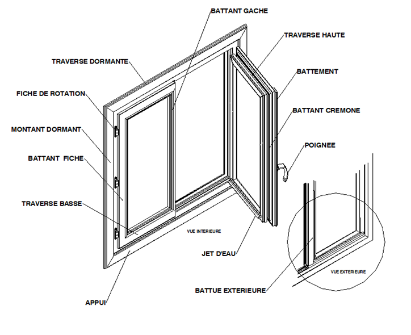 BATTANT GACHE
TRAVERSE HAUTE
TRAVERSE DORMANTE
BATTEMENT
FICHE DE ROTATION
BATTANT CREMONE
MONTANT DORMANT
POIGNEE
BATTANT FICHE
TRAVERSE BASSE
VUE INTERIEURE
JET D'EAU
VUE EXTERIEURE
BATTUE EXTERIEURE
APPUI